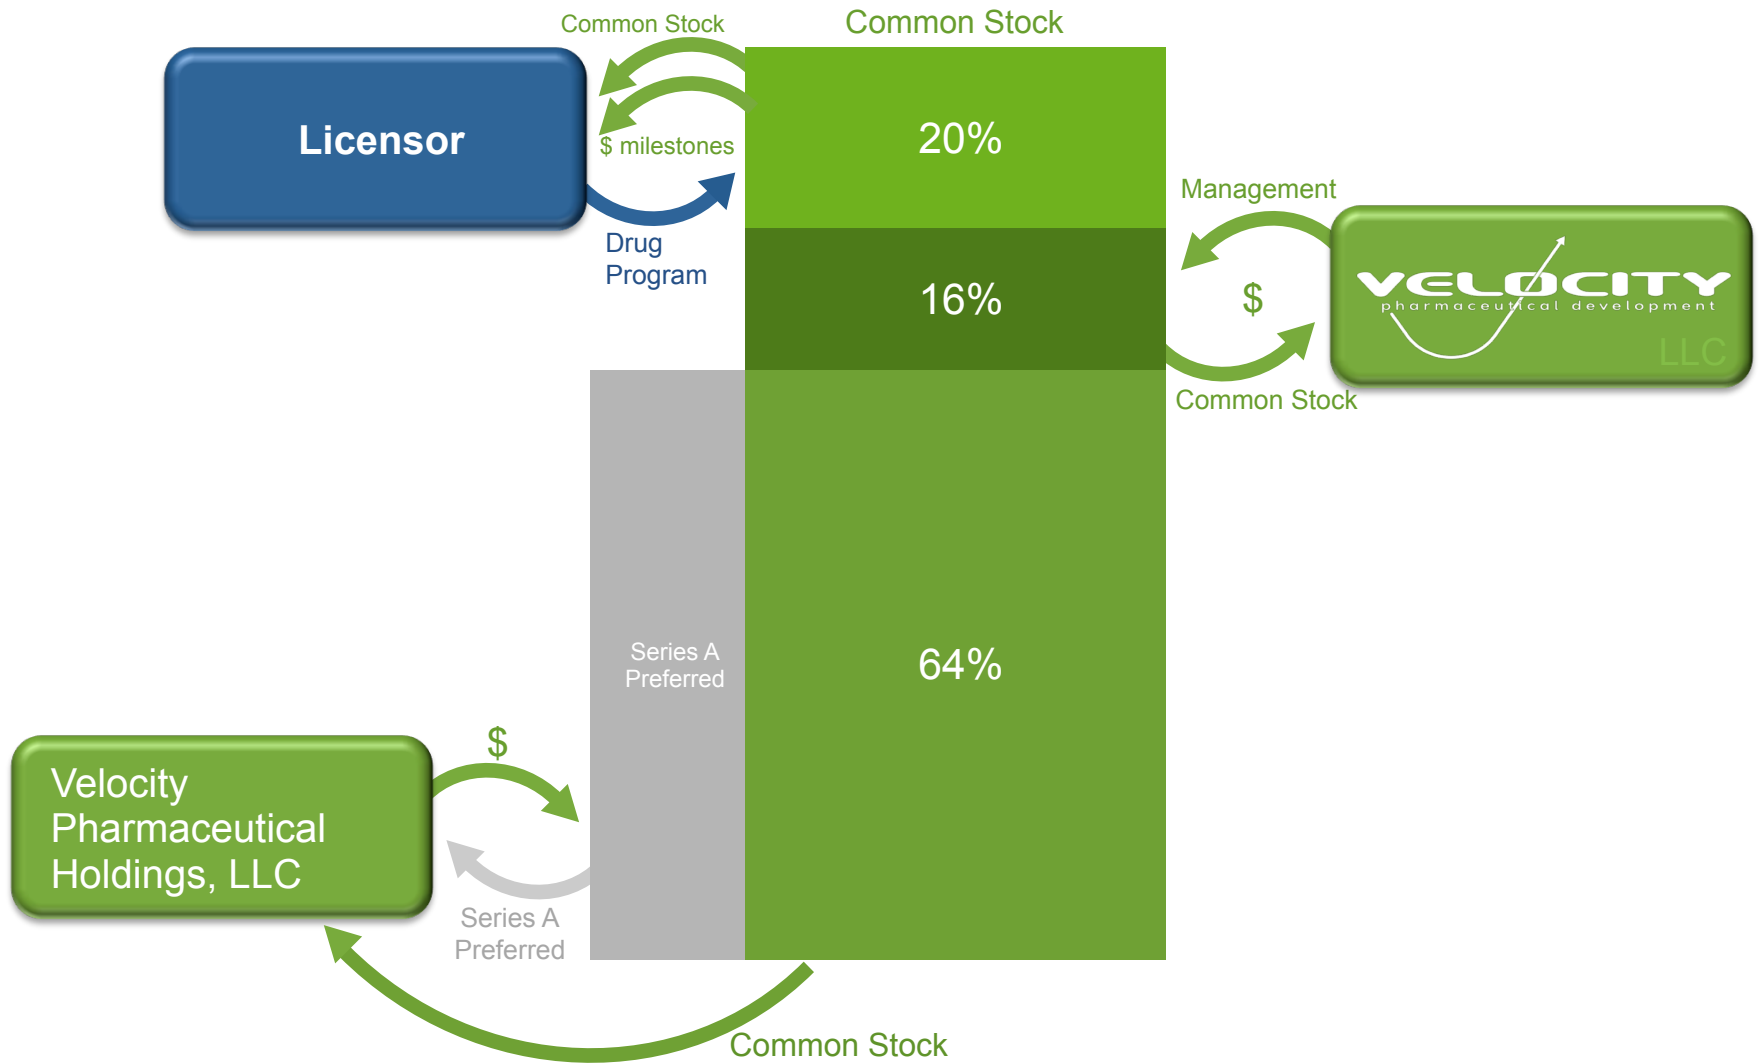 Common Stock
Common Stock
Licensor
$ milestones
20%
Drug
Program
Management
16%
$
VELOCITY
pharmaceutical development
LLC
Common Stock
Series A
Preferred
64%
$
Velocity
Pharmaceutical
Holdings, LLC
Series A
Preferred
Common Stock